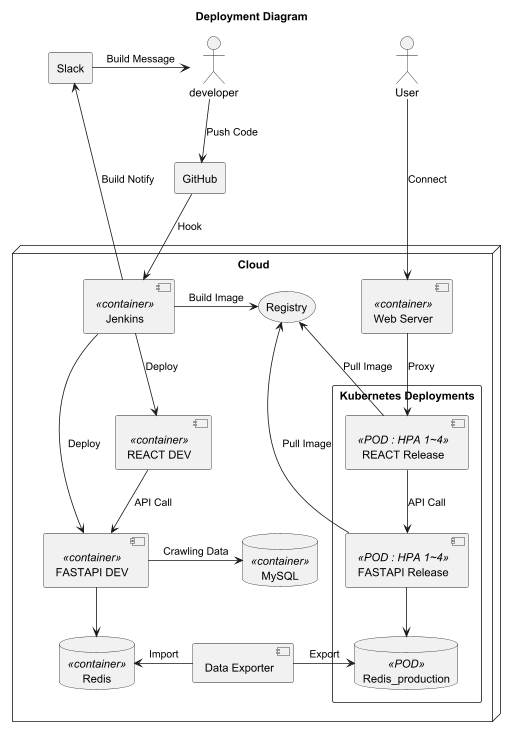 Deployment Diagram
Slack
Build Message
developer
User
Push Code
Build Notify
GitHub
Connect
Hook
Cloud
«container»
Jenkins
Build Image
Registry
«container»
Web Server
Deploy
Pull Image
Proxy
Kubernetes Deployments
Deploy
«container»
REACT DEV
Pull Image
«POD : HPA 1~4»
REACT Release
API Call
API Call
«container»
FASTAPI DEV
Crawling Data
«container»
MySQL
«POD : HPA 1~4»
FASTAPI Release
«container»
Redis
Import
Data Exporter
Export
«POD»
Redis_production